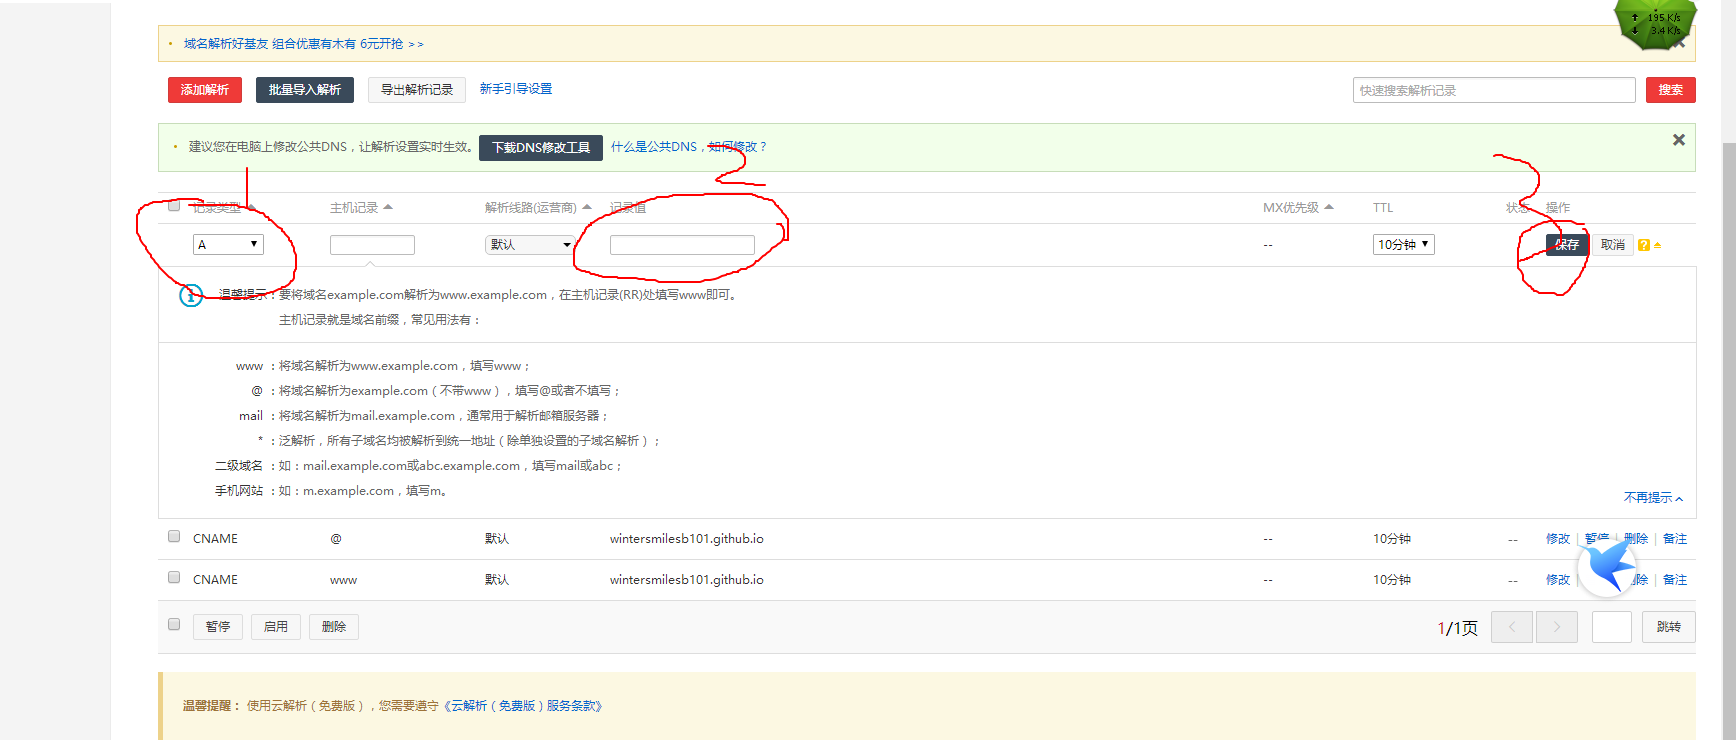 195 K/s
3.4 K/s
域名解析好基友 组合优惠有木有 6元开抢 >>
添加解析 批量导入解析 导出解析记录 新手引导设置 快速搜索解析记录 搜索
建议您在电脑上修改公共DNS，让解析设置实时生效。 下载DNS修改工具 什么是公共DNS，如何修改？
1 2 3
记录类型 主机记录 解析线路(运营商) 记录值 MX优先级 TTL 状态 操作
A 默认 -- 10分钟 保存 取消 ?
温馨提示：要将域名example.com解析为www.example.com，在主机记录(RR)处填写www即可。
主机记录就是域名前缀，常见用法有：
www ：将域名解析为www.example.com，填写www；
@ ：将域名解析为example.com（不带www），填写@或者不填写；
mail ：将域名解析为mail.example.com，通常用于解析邮箱服务器；
* ：泛解析，所有子域名均被解析到统一地址（除单独设置的子域名解析）；
二级域名 ：如：mail.example.com或abc.example.com，填写mail或abc；
手机网站 ：如：m.example.com，填写m。
不再提示
CNAME @ 默认 wintersmilesb101.github.io -- 10分钟 -- 修改 | 暂停 | 删除 | 备注
CNAME www 默认 wintersmilesb101.github.io -- 10分钟 -- 修改 | 删除 | 备注
暂停 启用 删除 1/1页 < > 跳转
温馨提醒： 使用云解析（免费版），您需要遵守《云解析（免费版）服务条款》